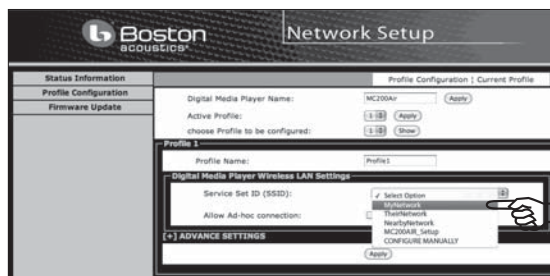 Boston
acoustics
Network Setup
Status Information
Profile Configuration
Firmware Update
Profile Configuration ¦ Current Profile
Digital Media Player Name: MC200Air Apply
Active Profile: 1 Apply
choose Profile to be configured: 1 Show
Profile 1
Profile Name: Profile1
Digital Media Player Wireless LAN Settings
Service Set ID (SSID): ✓ Select Option
MyNetwork
TheirNetwork
Allow Ad-hoc connection: NearbyNetwork
MC200AIR_Setup
CONFIGURE MANUALLY
[+] ADVANCE SETTINGS
Apply